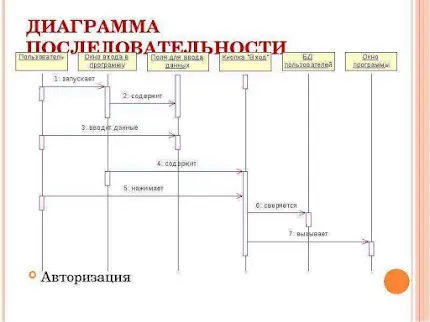 ДИАГРАММА
ПОСЛЕДОВАТЕЛЬНОСТИ
Пользователь
Окно входа в
программу
Поля для ввода
данных
Кнопка "Вход"
БД
пользователей
Окно
программы
1: запускает
2: содержит
3: вводит данные
4: содержит
5: нажимает
6: сверяется
7: вызывает
Авторизация